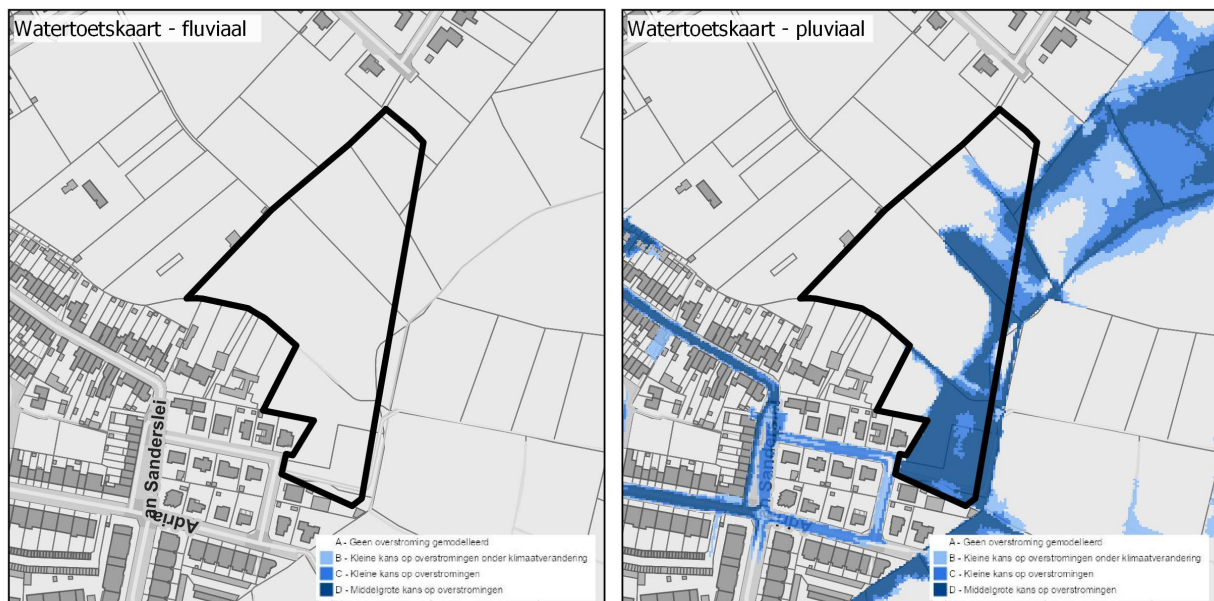 Watertoetskaart - fluviaal
an Sanderslei
Adria
A - Geen overstroming gemodelleerd
B - Kleine kans op overstromingen onder klimaatverandering
C - Kleine kans op overstromingen
D - Middelgrote kans op overstromingen
Watertoetskaart - pluviaal
an Sanderslei
A - Geen overstroming gemodelleerd
B - Kleine kans op overstromingen onder klimaatverandering
C - Kleine kans op overstromingen
D - Middelgrote kans op overstromingen